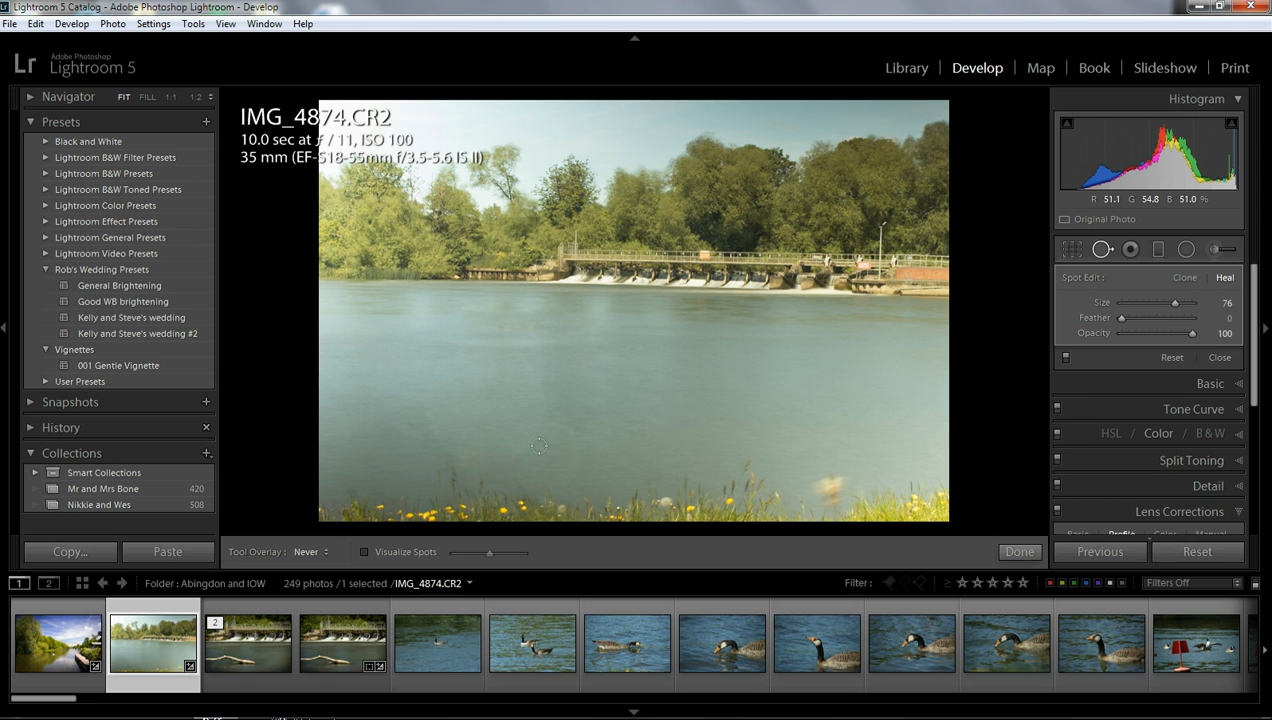 Lightroom 5 Catalog - Adobe Photoshop Lightroom - Develop
File Edit Develop Photo Settings Tools View Window Help
Lr Adobe Photoshop
Lightroom 5
Library | Develop | Map | Book | Slideshow | Print
Navigator FIT FILL 1:1 1:2
Presets +
Black and White
Lightroom B&W Filter Presets
Lightroom B&W Presets
Lightroom B&W Toned Presets
Lightroom Color Presets
Lightroom Effect Presets
Lightroom General Presets
Lightroom Video Presets
Rob's Wedding Presets
General Brightening
Good WB brightening
Kelly and Steve's wedding
Kelly and Steve's wedding #2
Vignettes
001 Gentle Vignette
User Presets
Snapshots +
History ×
Collections +
Smart Collections
Mr and Mrs Bone 420
Nikkie and Wes 508
Copy... Paste
IMG_4874.CR2
10.0 sec at ƒ / 11, ISO 100
35 mm (EF-S18-55mm f/3.5-5.6 IS II)
Tool Overlay : Never Visualize Spots Done
Histogram
R 51.1 G 54.8 B 51.0 %
Original Photo
Spot Edit : Clone Heal
Size 76
Feather 0
Opacity 100
Reset Close
Basic
Tone Curve
HSL / Color / B & W
Split Toning
Detail
Lens Corrections
Basic Profile Color Manual
Previous Reset
1 2 Folder : Abingdon and IOW 249 photos / 1 selected / IMG_4874.CR2 Filter : ≥ Filters Off
2